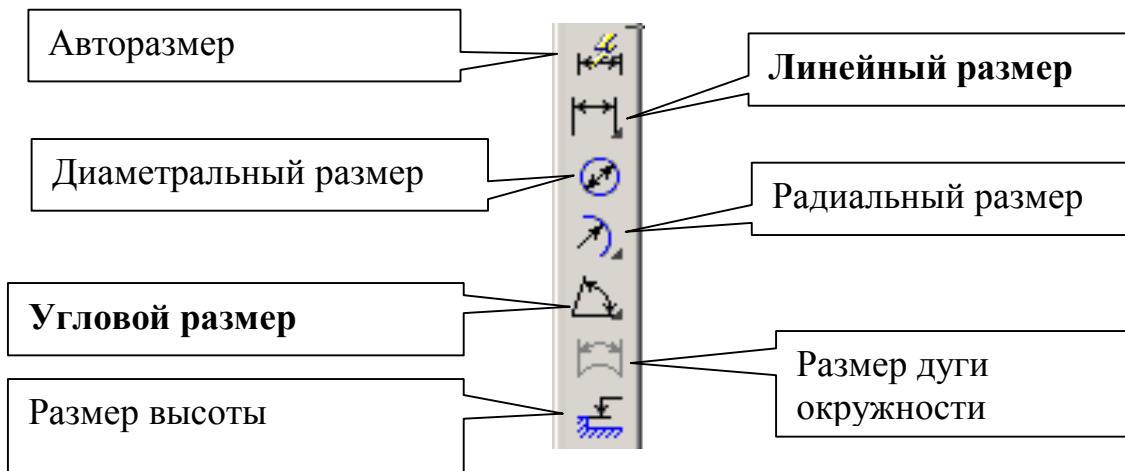 Авторазмер
Линейный размер
Диаметральный размер
Радиальный размер
Угловой размер
Размер дуги
окружности
Размер высоты